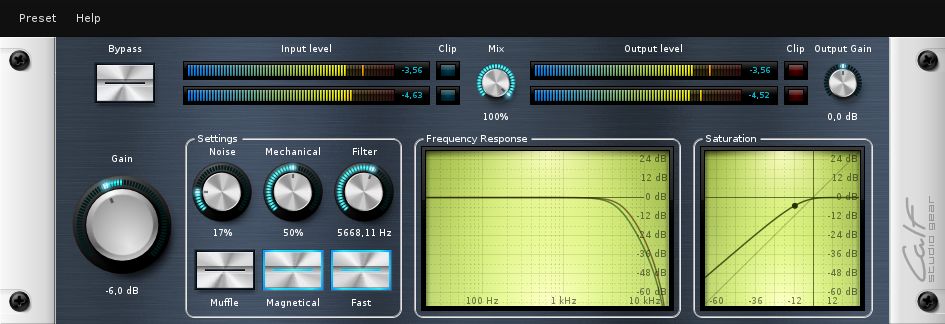 Preset Help
Bypass Input level Clip Mix Output level Clip Output Gain
-3,56 -3,56
-4,63 -4,52
100% 0,0 dB
Gain
-6,0 dB
Settings
Noise Mechanical Filter
17% 50% 5668,11 Hz
Muffle Magnetical Fast
Frequency Response
24 dB
12 dB
0 dB
-12 dB
-24 dB
-36 dB
-48 dB
-60 dB
100 Hz 1 kHz 10 kHz
Saturation
24 dB
12 dB
0 dB
-12 dB
-24 dB
-36 dB
-48 dB
-60 dB
-60 -36 -12 12
Calf
studio gear